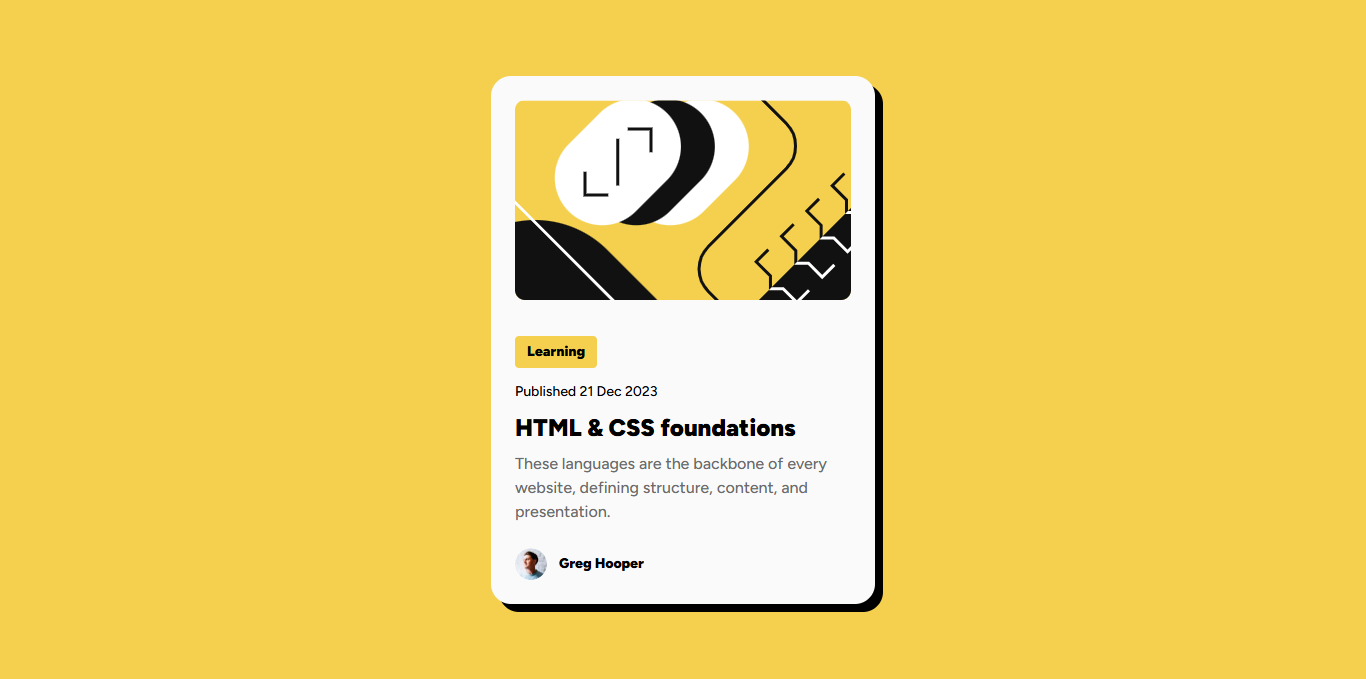 Learning
Published 21 Dec 2023
HTML & CSS foundations
These languages are the backbone of every
website, defining structure, content, and
presentation.
Greg Hooper